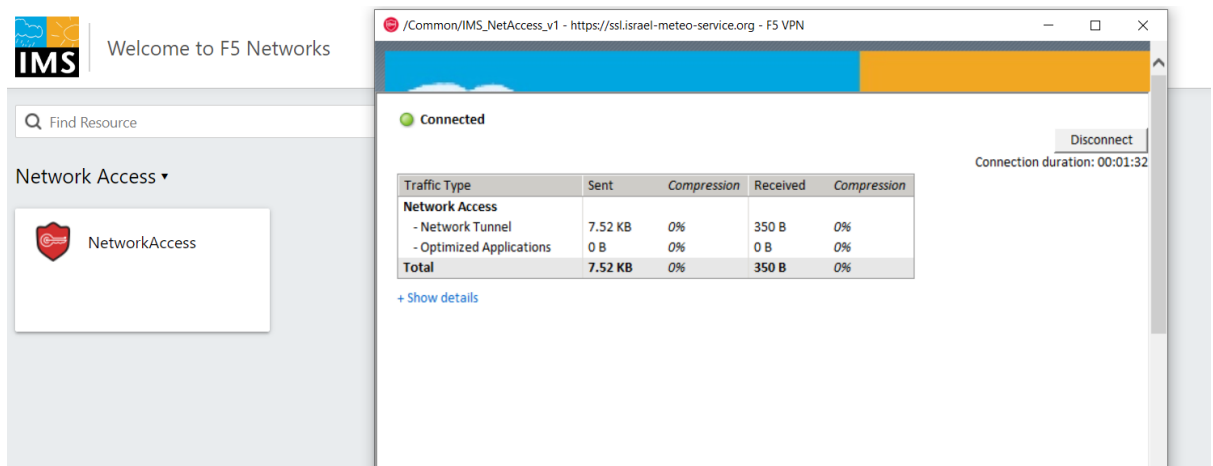 IMS
Welcome to F5 Networks
Find Resource
Network Access
NetworkAccess
/Common/IMS_NetAccess_v1 - https://ssl.israel-meteo-service.org - F5 VPN
Connected
Disconnect
Connection duration: 00:01:32
Traffic Type Sent Compression Received Compression
Network Access
- Network Tunnel 7.52 KB 0% 350 B 0%
- Optimized Applications 0 B 0% 0 B 0%
Total 7.52 KB 0% 350 B 0%
+ Show details